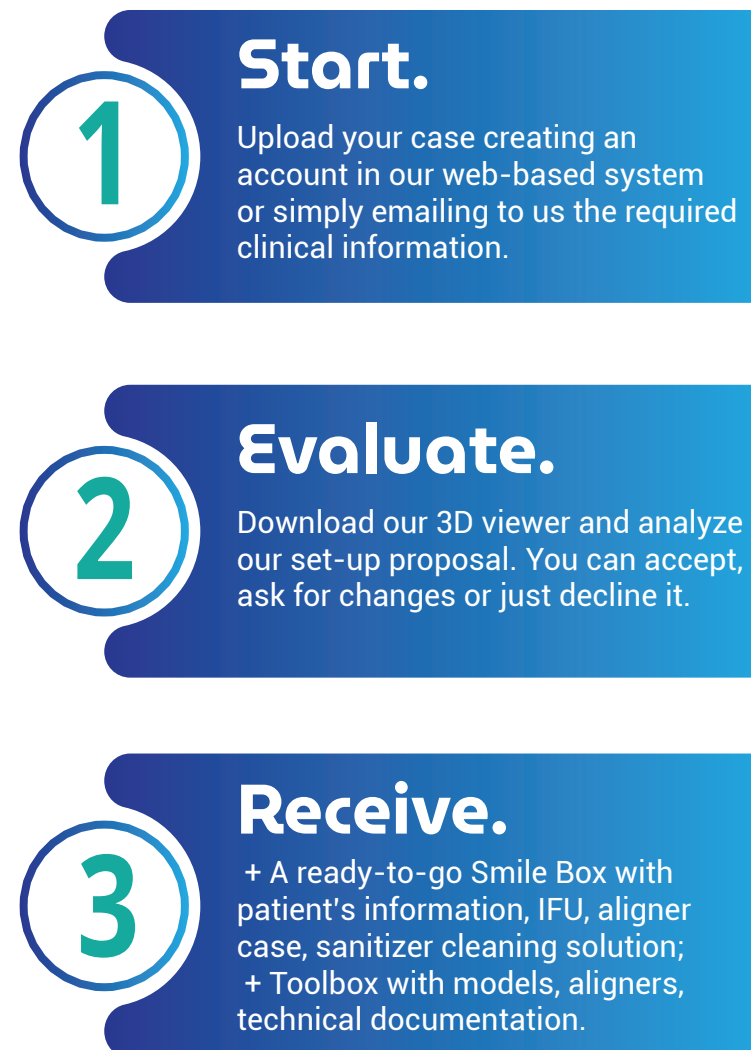 1
Start.
Upload your case creating an
account in our web-based system
or simply emailing to us the required
clinical information.
2
Evaluate.
Download our 3D viewer and analyze
our set-up proposal. You can accept,
ask for changes or just decline it.
3
Receive.
+ A ready-to-go Smile Box with
patient's information, IFU, aligner
case, sanitizer cleaning solution;
+ Toolbox with models, aligners,
technical documentation.